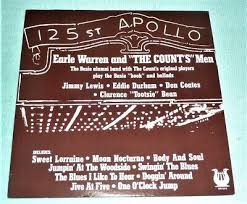 125 ST APOLLO
Earle Warren and "THE COUNT'S" Men
The Basie alumni band with The Count's original players
play the Basie "book" and ballads
Jimmy Lewis • Eddie Durham • Don Coates
Clarence "Tootsie" Bean
INCLUDES:
Sweet Lorraine • Moon Nocturne • Body And Soul
Jumpin' At The Woodside • Swingin' The Blues
The Blues I Like To Hear • Doggin' Around
Jive At Five • One O'Clock Jump